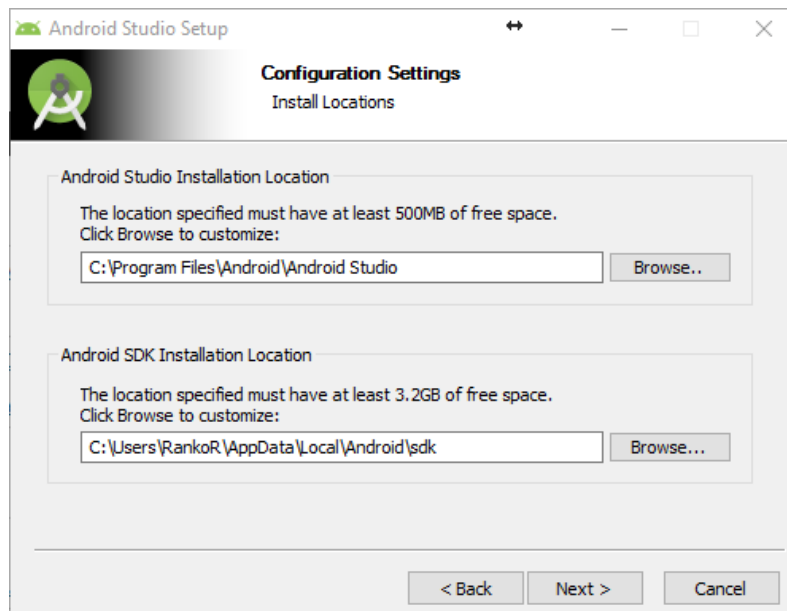 Android Studio Setup
Configuration Settings
Install Locations
Android Studio Installation Location
The location specified must have at least 500MB of free space.
Click Browse to customize:
C:\Program Files\Android\Android Studio
Browse..
Android SDK Installation Location
The location specified must have at least 3.2GB of free space.
Click Browse to customize:
C:\Users\RankoR\AppData\Local\Android\sdk
Browse...
< Back
Next >
Cancel